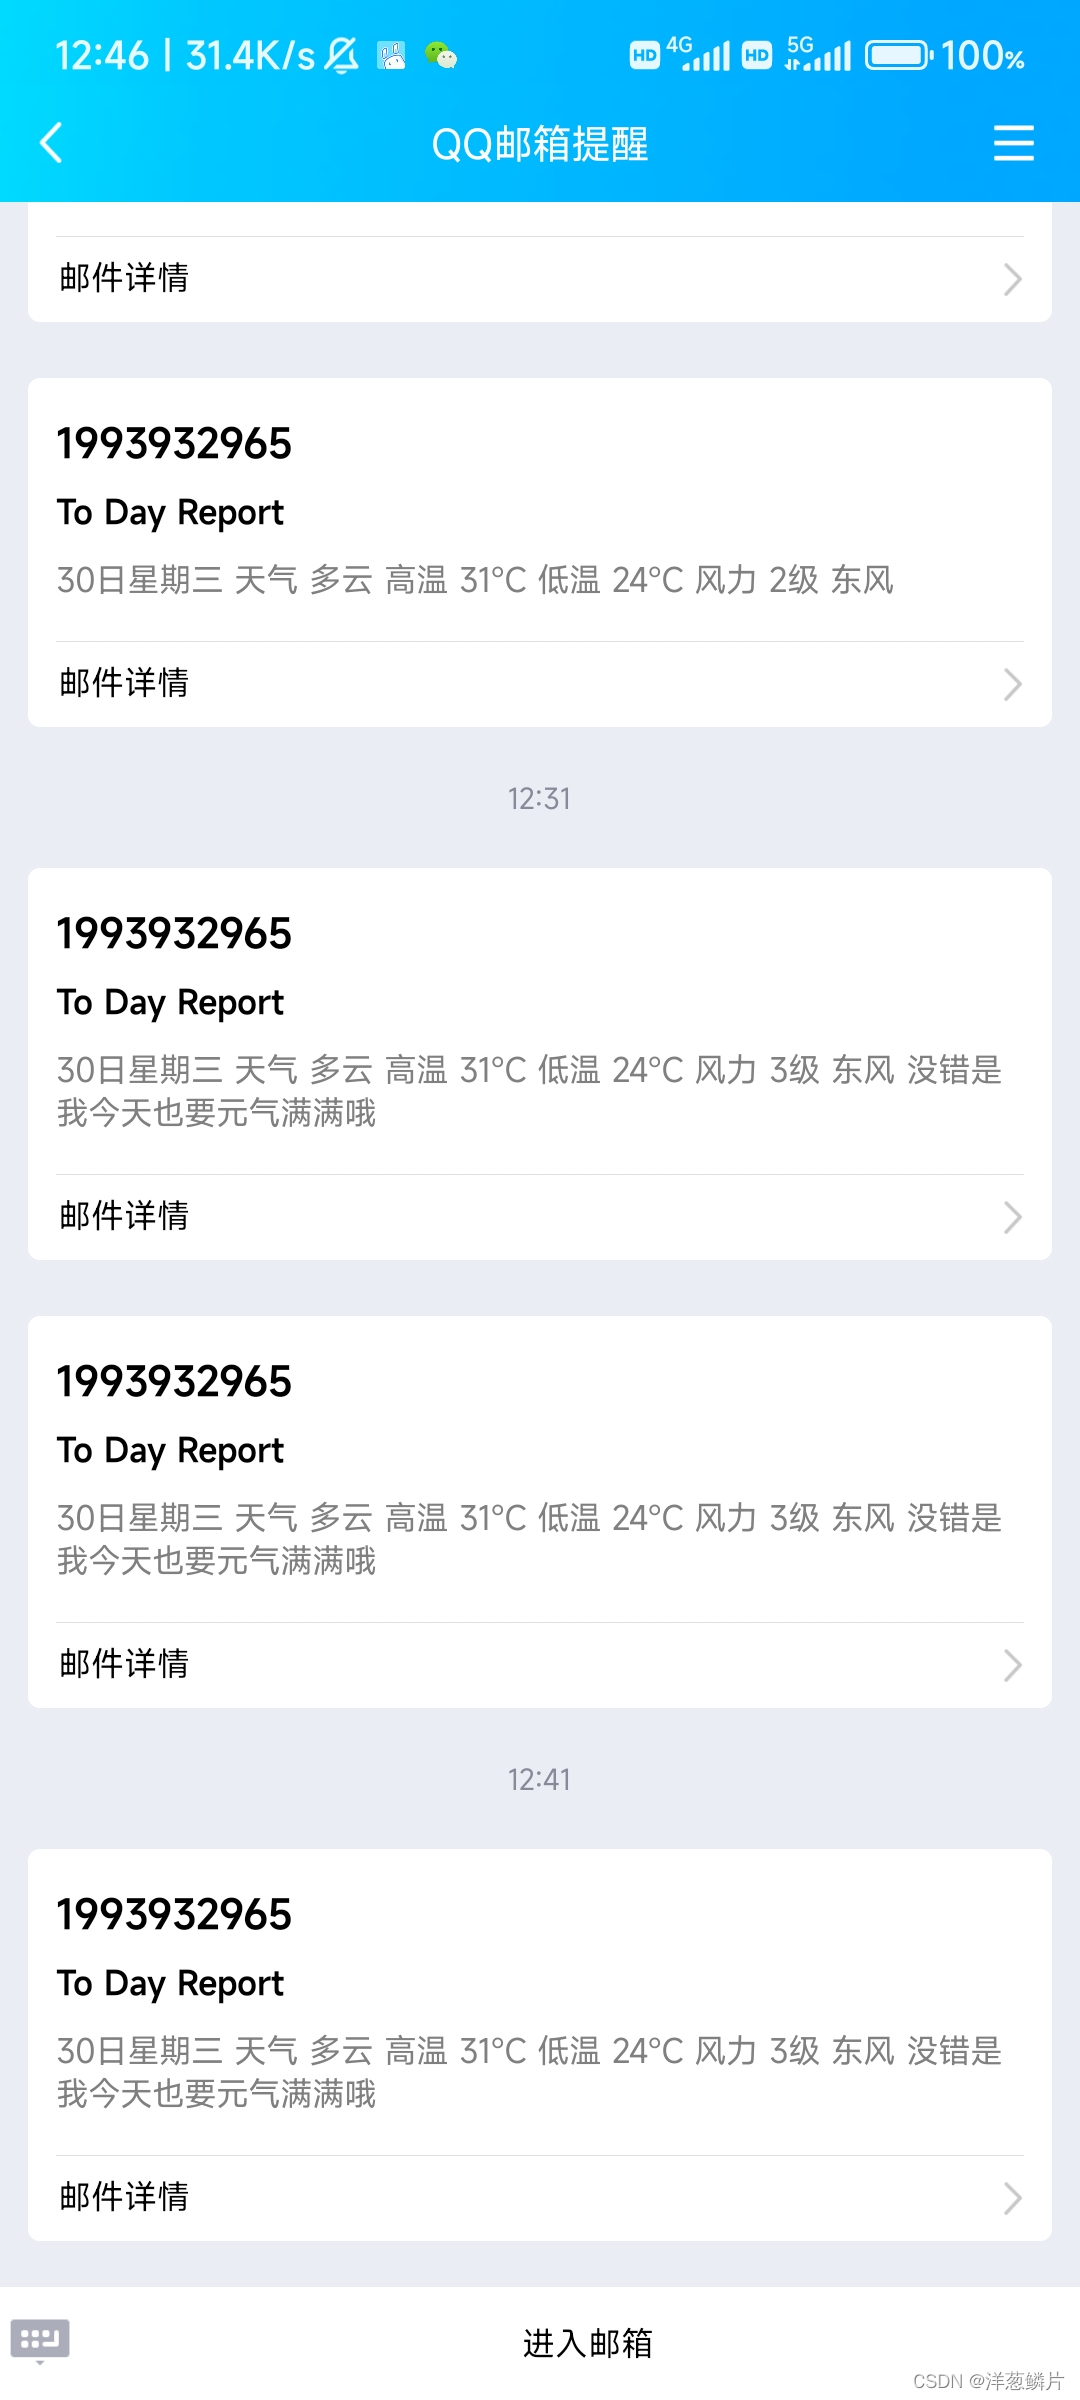 12:46 | 31.4K/s HD 4G HD 5G 100%
QQ邮箱提醒
邮件详情
1993932965
To Day Report
30日星期三 天气 多云 高温 31℃ 低温 24℃ 风力 2级 东风
邮件详情
12:31
1993932965
To Day Report
30日星期三 天气 多云 高温 31℃ 低温 24℃ 风力 3级 东风 没错是
我今天也要元气满满哦
邮件详情
1993932965
To Day Report
30日星期三 天气 多云 高温 31℃ 低温 24℃ 风力 3级 东风 没错是
我今天也要元气满满哦
邮件详情
12:41
1993932965
To Day Report
30日星期三 天气 多云 高温 31℃ 低温 24℃ 风力 3级 东风 没错是
我今天也要元气满满哦
邮件详情
进入邮箱
CSDN @洋葱鳞片